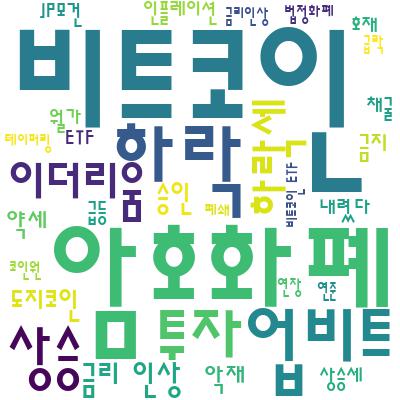 JP모건 인플레이션 금리인상 법정화폐 호재
비트코인 급락
월가 채굴
테이퍼링 ETF 하락 하락세 금지
이더리움 승인 비트코인 ETF
약세 급등 폐쇄 내렸다
암호화폐
코인원 연장 연준
도지코인 투자 업비트
상승 금리 인상 악재 상승세